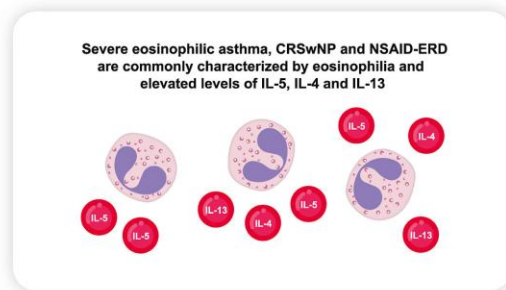 Severe eosinophilic asthma, CRSwNP and NSAID-ERD
are commonly characterized by eosinophilia and
elevated levels of IL-5, IL-4 and IL-13
IL-5
IL-4
IL-5
IL-13
IL-5
IL-4
IL-5
IL-13